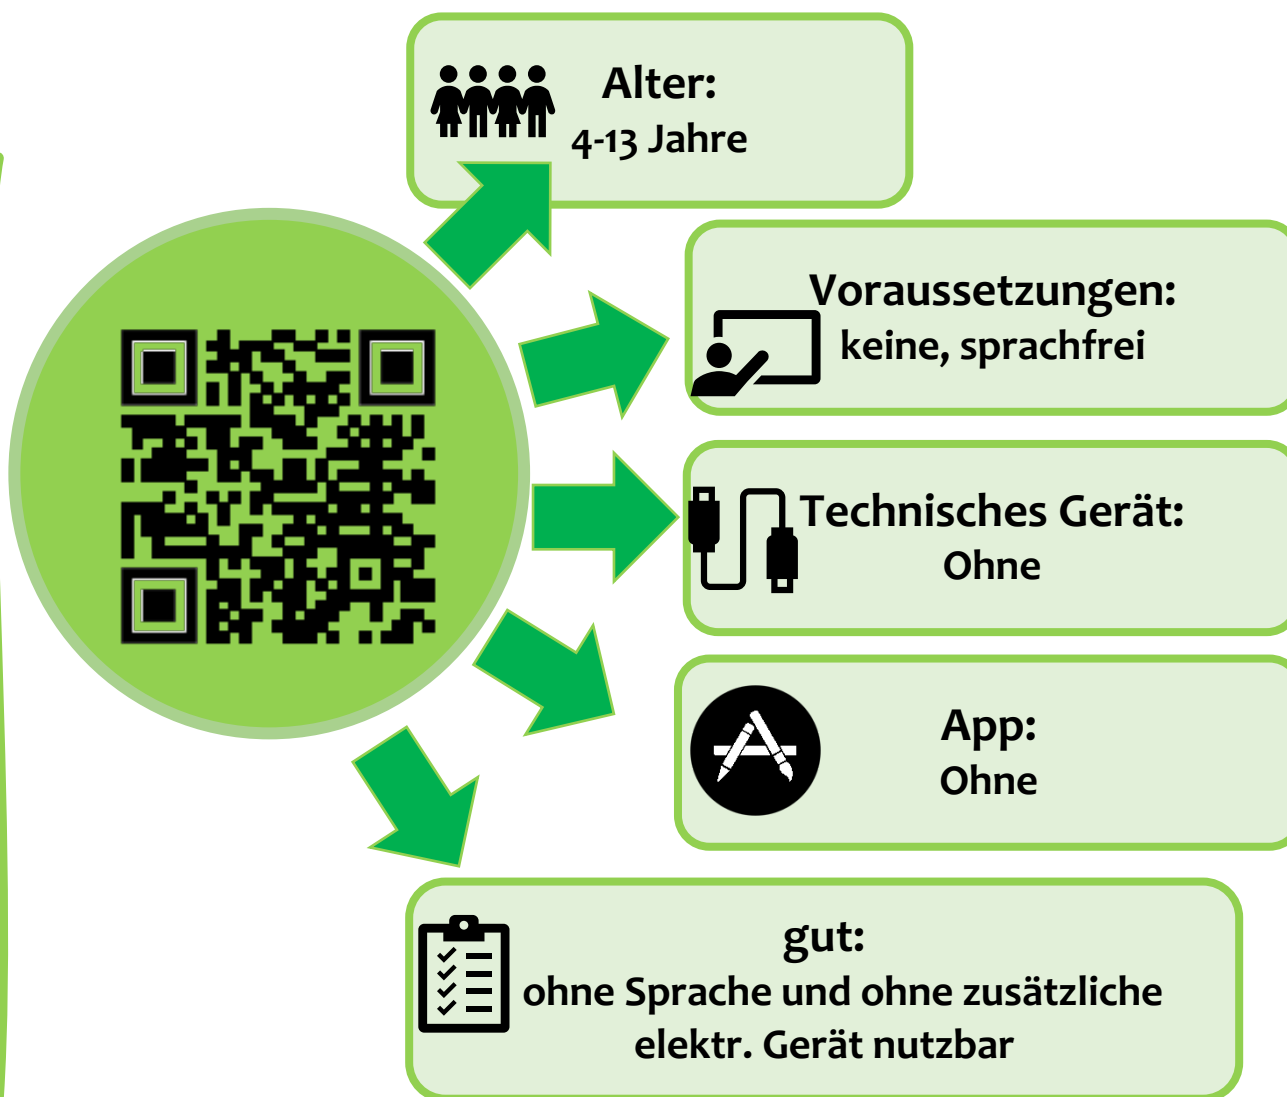 Alter:
4-13 Jahre
Voraussetzungen:
keine, sprachfrei
Technisches Gerät:
Ohne
App:
Ohne
gut:
ohne Sprache und ohne zusätzliche
elektr. Gerät nutzbar